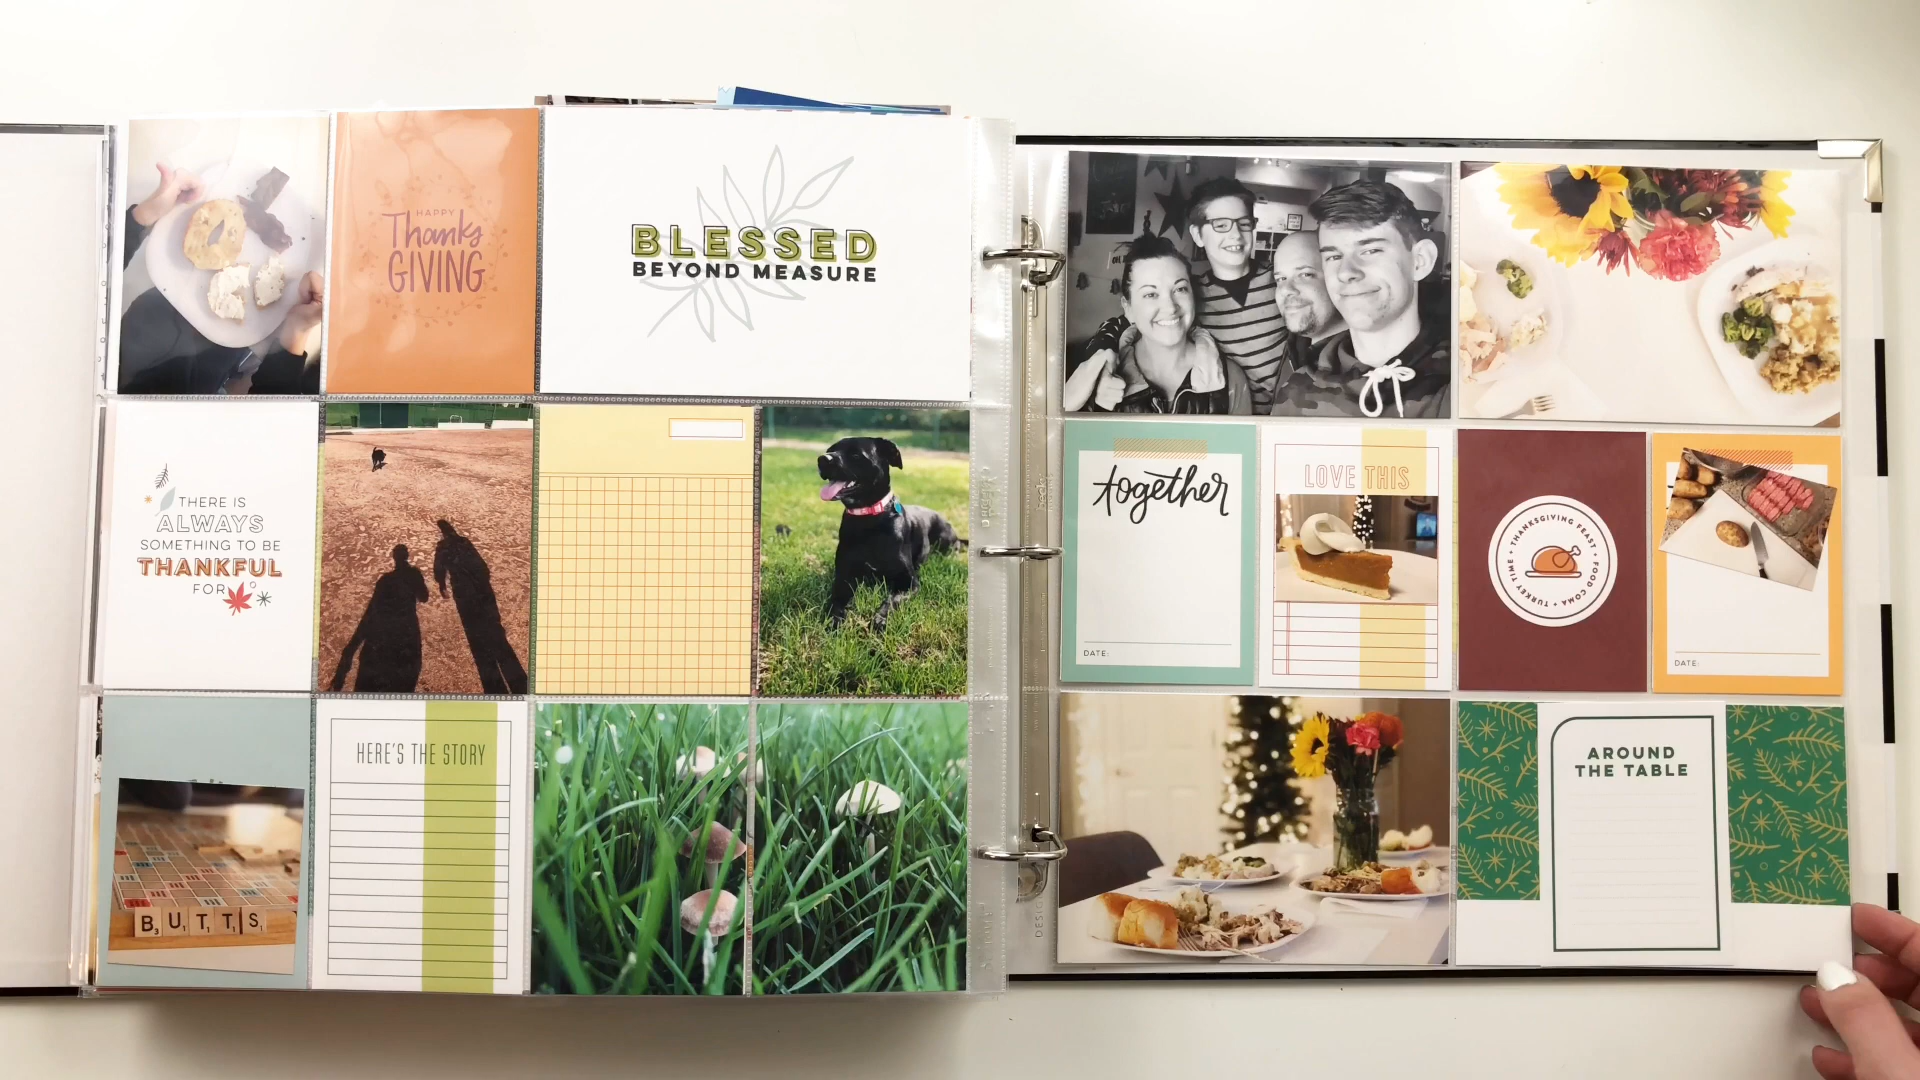 HAPPY
Thanks
GIVING
BLESSED
BEYOND MEASURE
THERE IS
ALWAYS
SOMETHING TO BE
THANKFUL
FOR
BUTTS
HERE'S THE STORY
together
DATE:
LOVE THIS
THANKSGIVING FEAST • FOOD COMA • TURKEY TIME •
DATE:
AROUND
THE TABLE